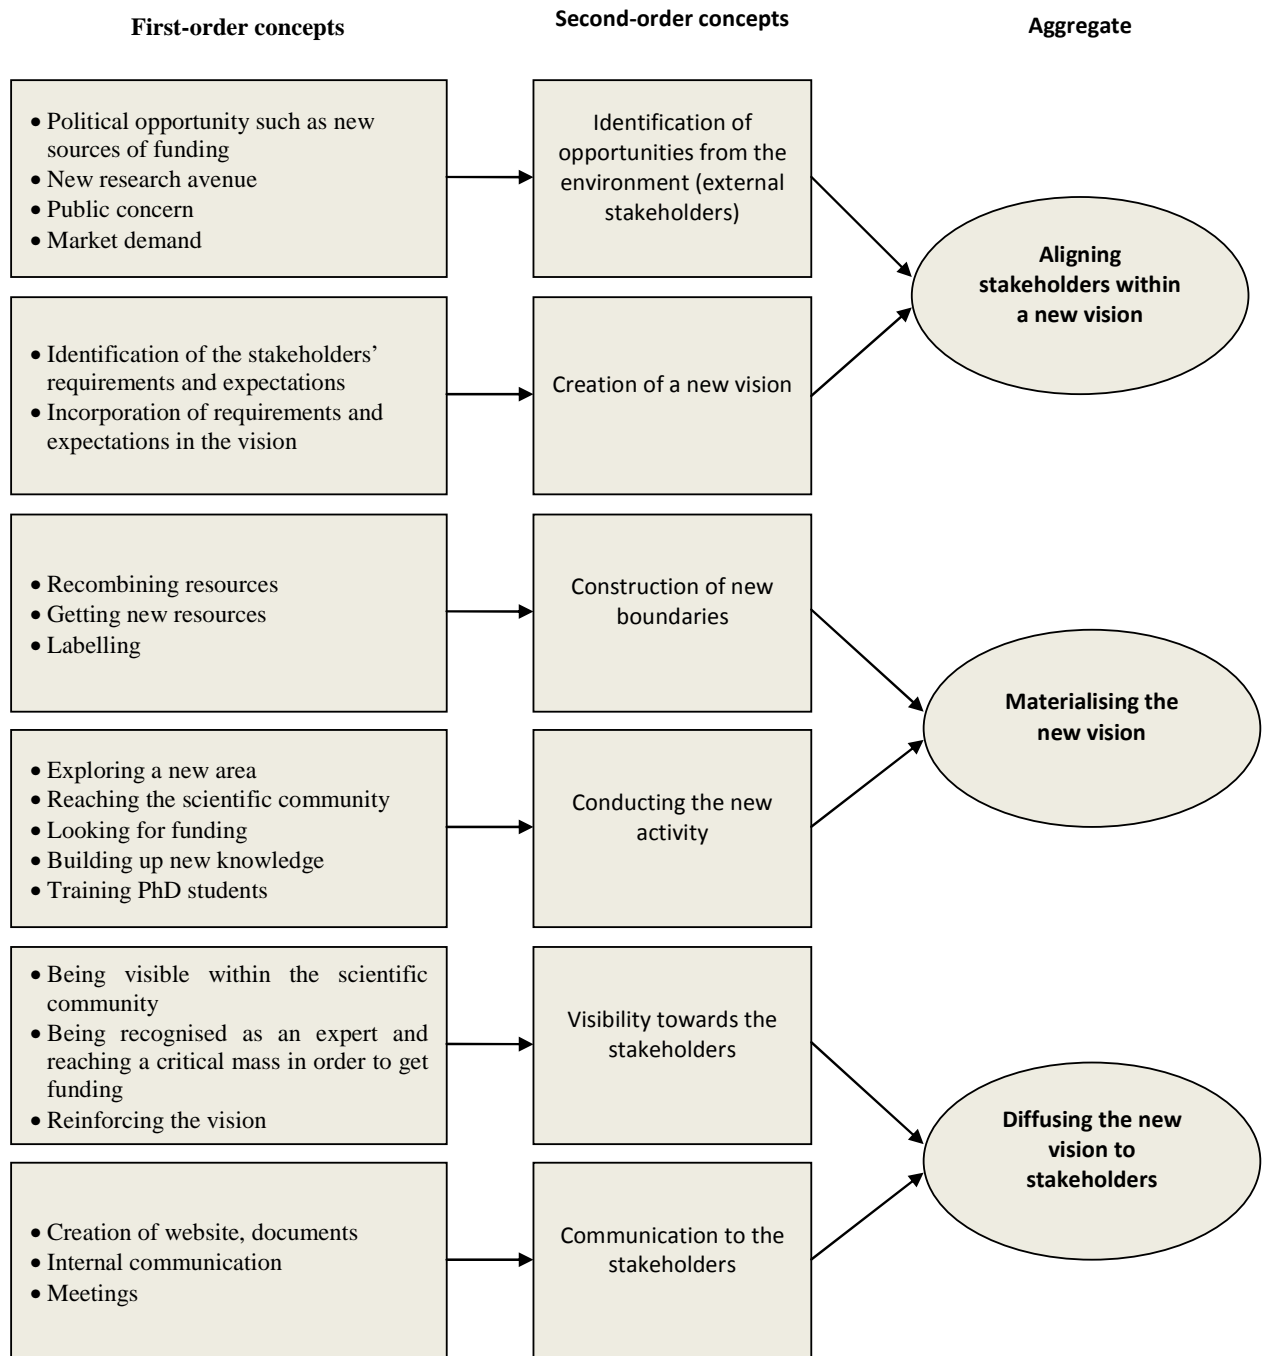 First-order concepts
Second-order concepts
Aggregate
• Political opportunity such as new
sources of funding
• New research avenue
• Public concern
• Market demand
Identification of
opportunities from the
environment (external
stakeholders)
Aligning
stakeholders within
a new vision
• Identification of the stakeholders’
requirements and expectations
• Incorporation of requirements and
expectations in the vision
Creation of a new vision
• Recombining resources
• Getting new resources
• Labelling
Construction of new
boundaries
Materialising the
new vision
• Exploring a new area
• Reaching the scientific community
• Looking for funding
• Building up new knowledge
• Training PhD students
Conducting the new
activity
• Being visible within the scientific
community
• Being recognised as an expert and
reaching a critical mass in order to get
funding
• Reinforcing the vision
Visibility towards the
stakeholders
Diffusing the new
vision to
stakeholders
• Creation of website, documents
• Internal communication
• Meetings
Communication to the
stakeholders